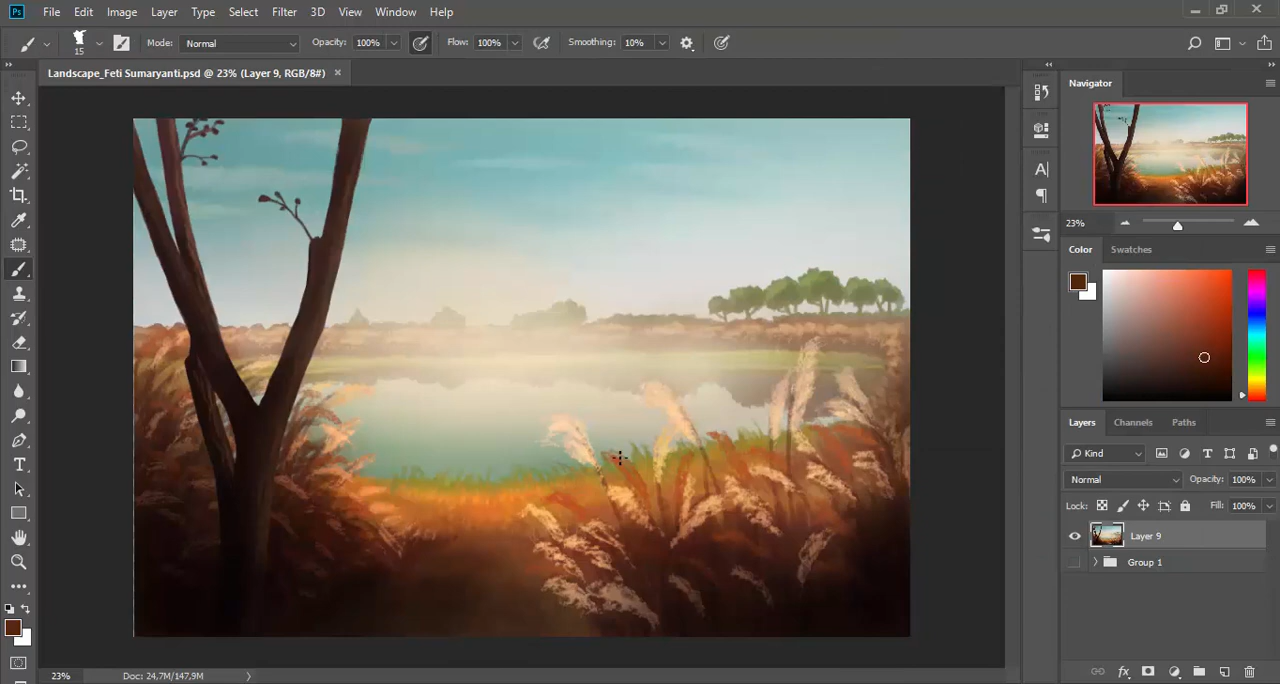 Ps File Edit Image Layer Type Select Filter 3D View Window Help
15 Mode: Normal Opacity: 100% Flow: 100% Smoothing: 10%
Landscape_Feti Sumaryanti.psd @ 23% (Layer 9, RGB/8#) ×
Navigator
23%
Color Swatches
Layers Channels Paths
Kind
Normal Opacity: 100%
Lock: Fill: 100%
Layer 9
Group 1
23% Doc: 24,7M/147,9M